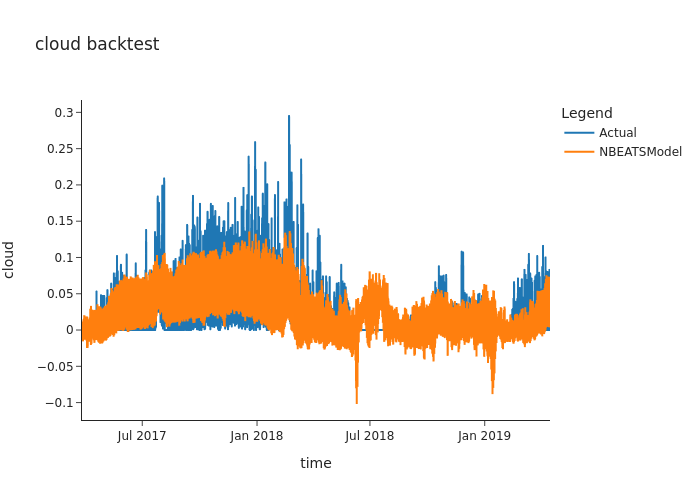 cloud backtest
Legend
Actual
NBEATSModel
0.3
0.25
0.2
0.15
0.1
0.05
0
−0.05
−0.1
cloud
Jul 2017
Jan 2018
Jul 2018
Jan 2019
time